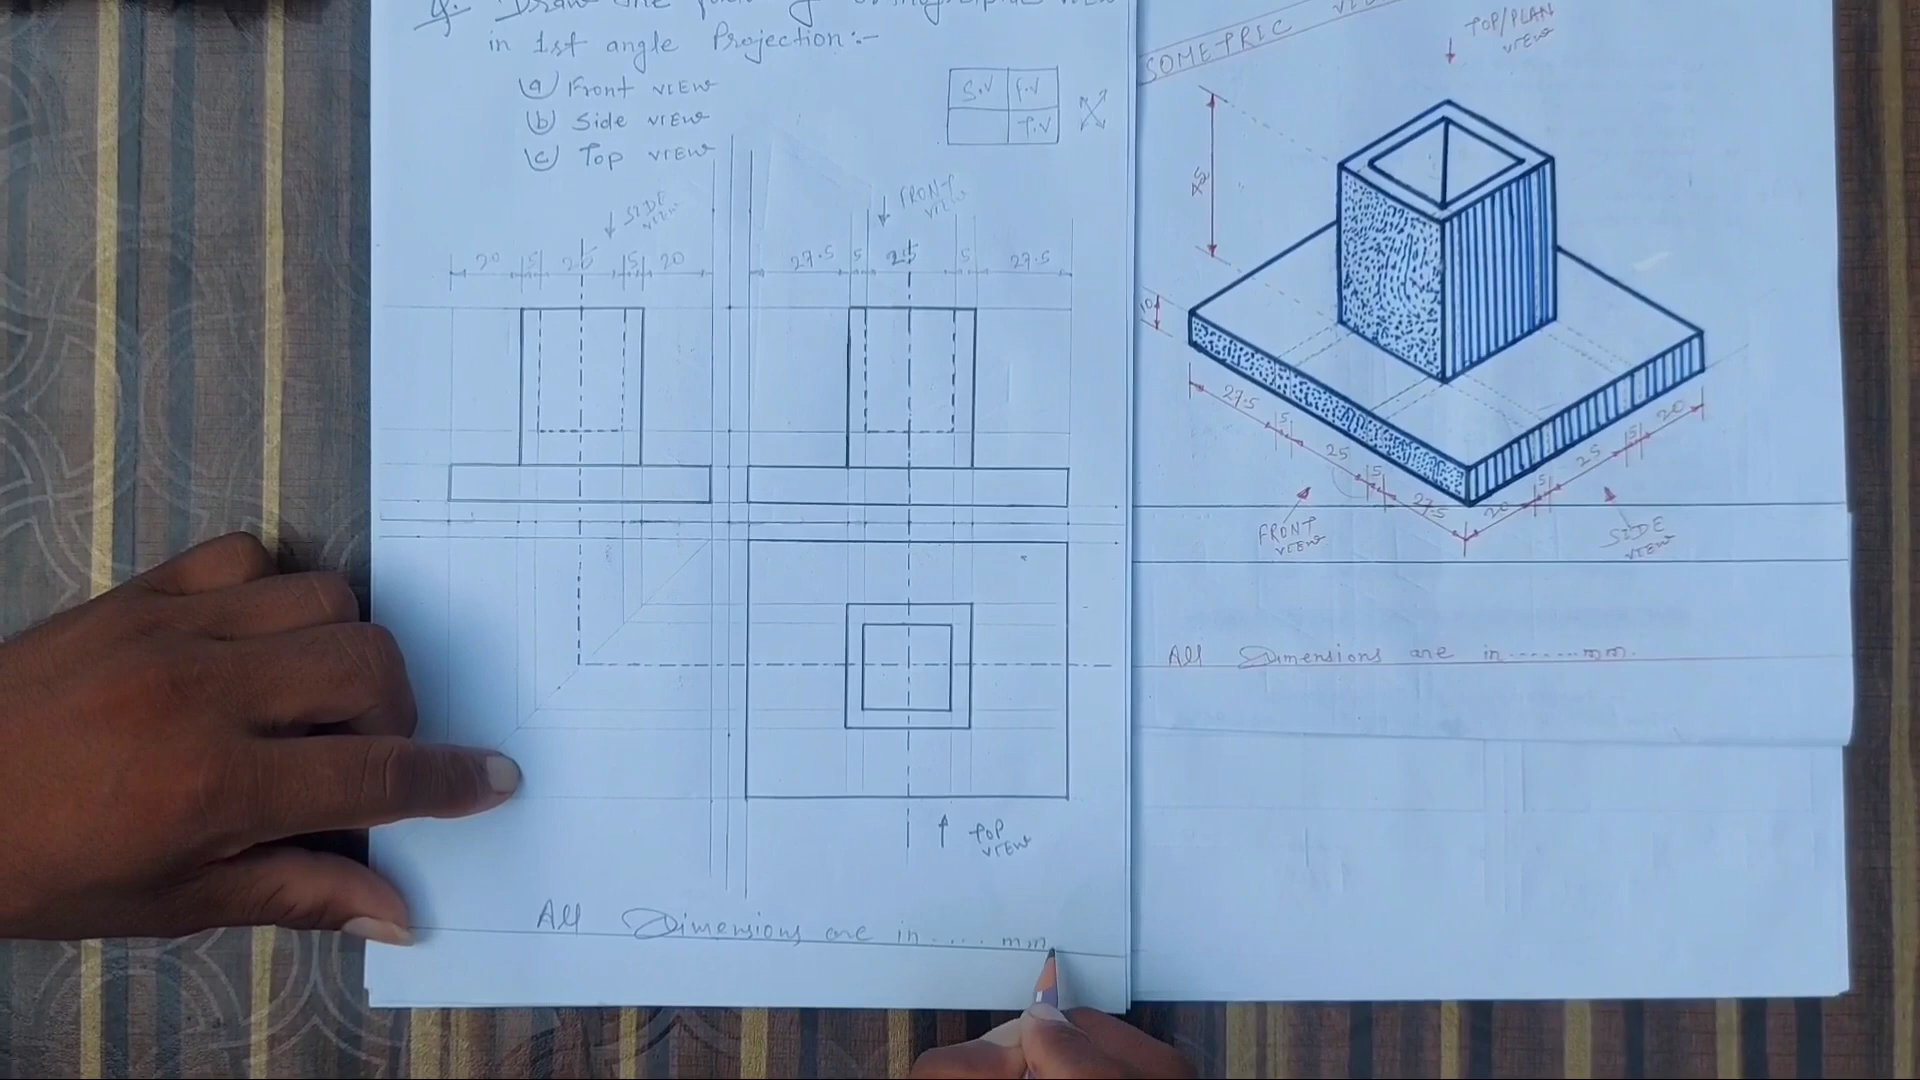 Q. Draw the of
in 1st angle Projection:-
(a) Front VIEW
(b) Side VIEW
(c) Top VIEW
S.V F.V
T.V
SIDE
VIEW
FRONT
VIEW
20 5 25 5 20
27.5 5 25 5 27.5
TOP
VIEW
All Dimensions are in .... mm
TOP/PLAN
VIEW
10
27.5 5 25 5 27.5
20 5 25 5 20
FRONT
VIEW
SIDE
VIEW
All Dimensions are in ....... mm.